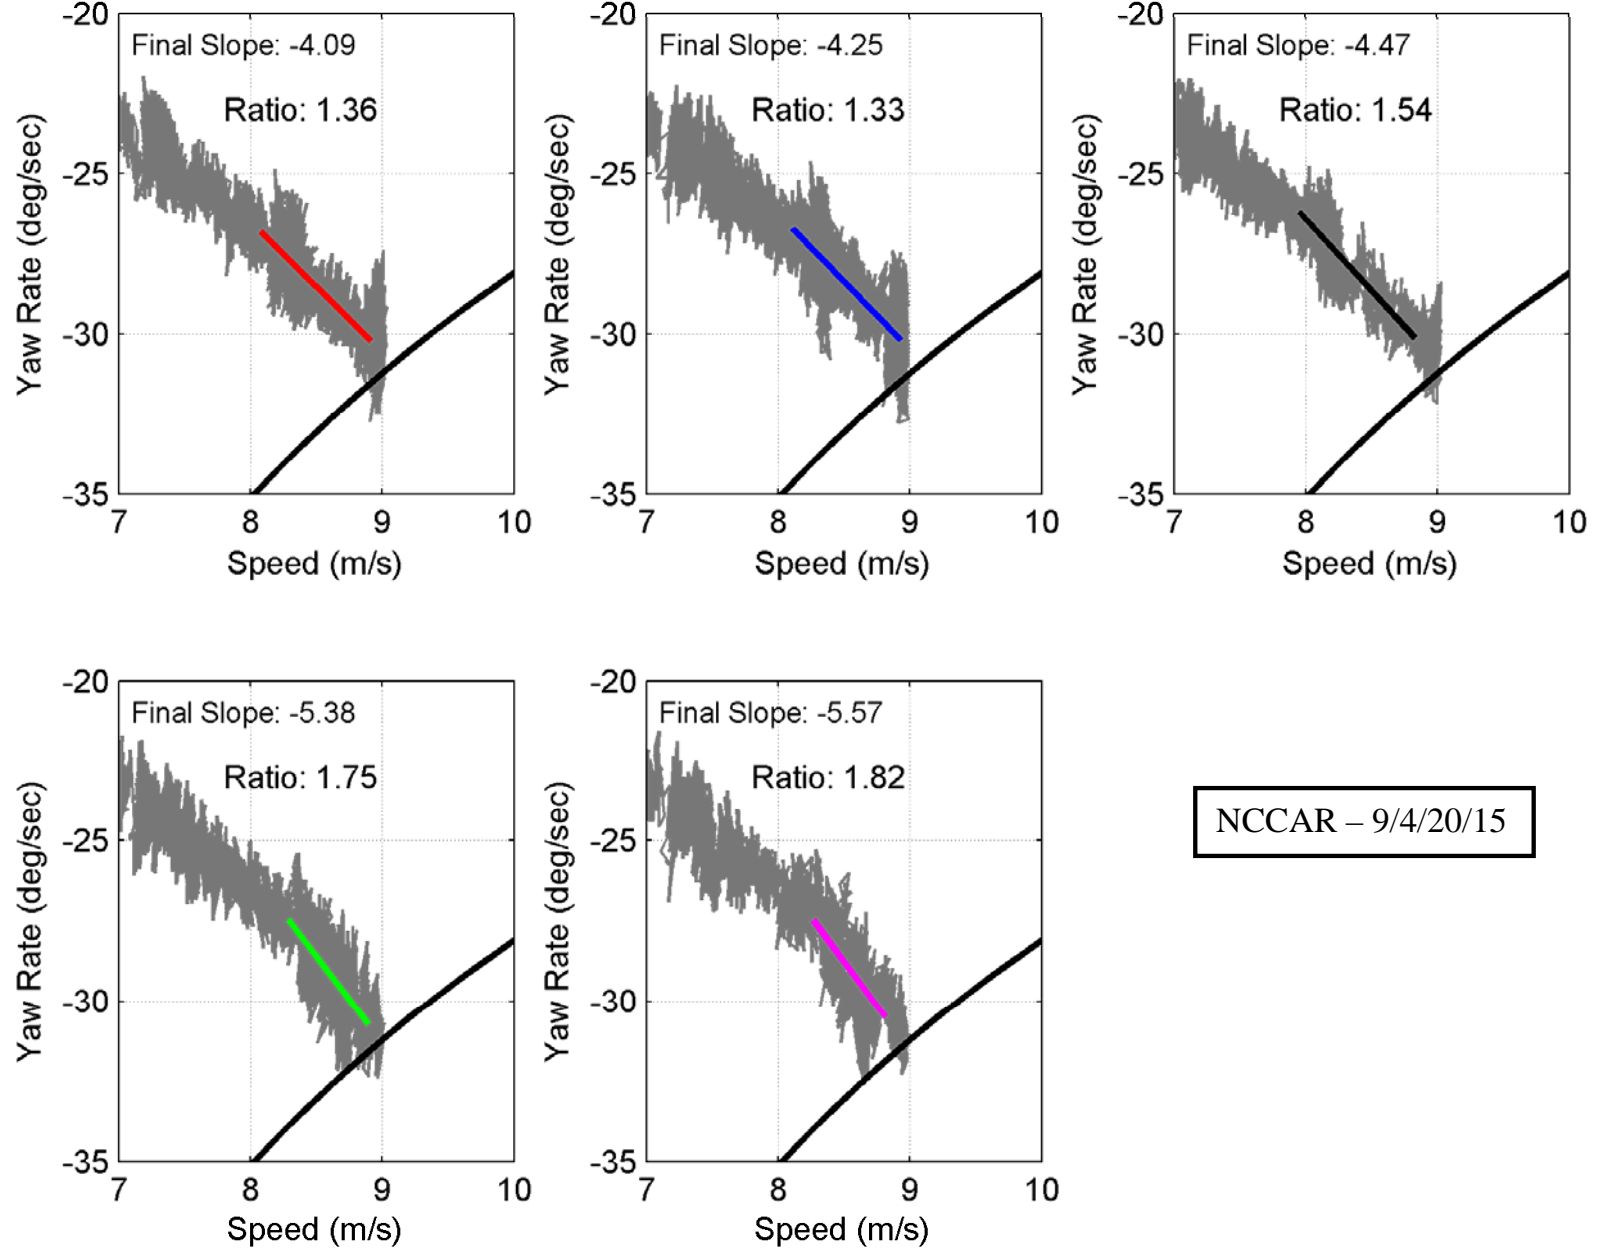 Final Slope: -4.09
Ratio: 1.36
-20
-25
-30
-35
7 8 9 10
Speed (m/s)
Yaw Rate (deg/sec)
Final Slope: -4.25
Ratio: 1.33
-20
-25
-30
-35
7 8 9 10
Speed (m/s)
Yaw Rate (deg/sec)
Final Slope: -4.47
Ratio: 1.54
-20
-25
-30
-35
7 8 9 10
Speed (m/s)
Yaw Rate (deg/sec)
Final Slope: -5.38
Ratio: 1.75
-20
-25
-30
-35
7 8 9 10
Speed (m/s)
Yaw Rate (deg/sec)
Final Slope: -5.57
Ratio: 1.82
-20
-25
-30
-35
7 8 9 10
Speed (m/s)
Yaw Rate (deg/sec)
NCCAR – 9/4/20/15